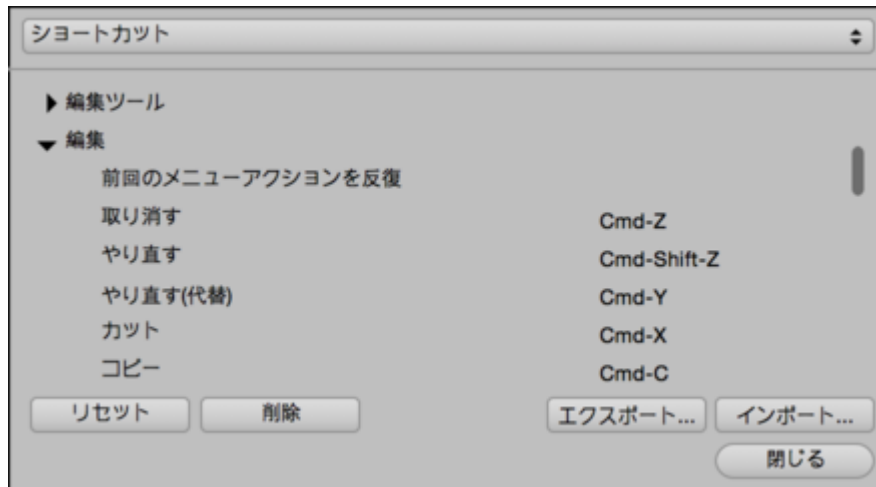 ショートカット
編集ツール
編集
前回のメニューアクションを反復
取り消す Cmd-Z
やり直す Cmd-Shift-Z
やり直す(代替) Cmd-Y
カット Cmd-X
コピー Cmd-C
リセット 削除 エクスポート... インポート...
閉じる